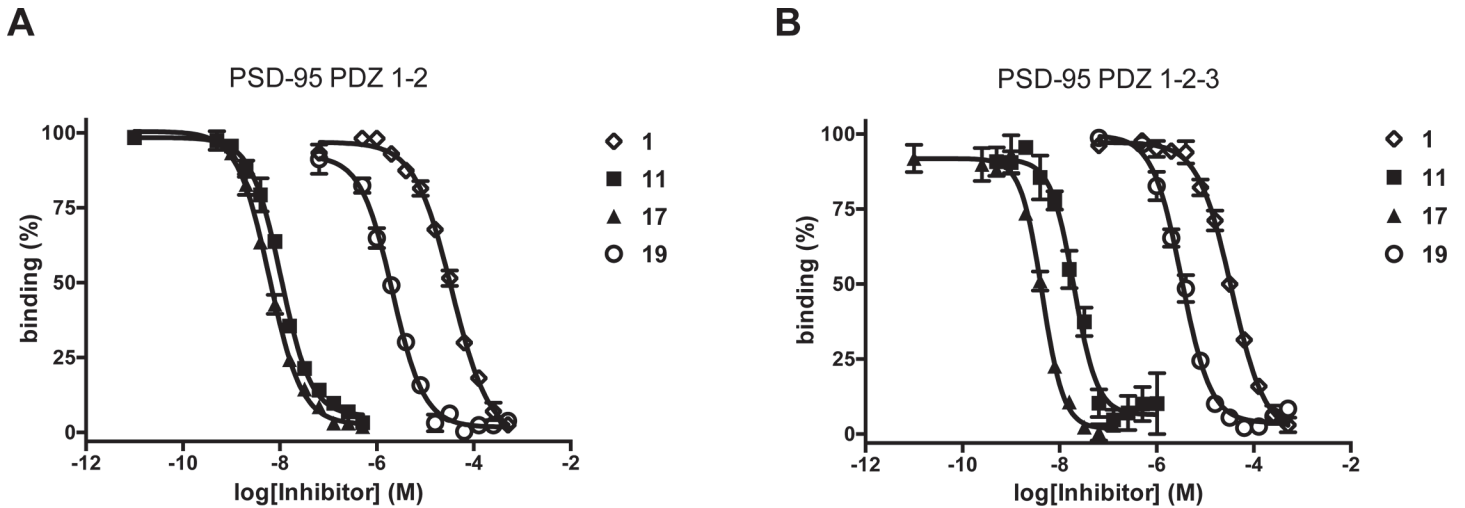 A
PSD-95 PDZ 1-2
100
75
50
25
0
-12 -10 -8 -6 -4 -2
binding (%)
log[Inhibitor] (M)
1
11
17
19
B
PSD-95 PDZ 1-2-3
100
75
50
25
0
-12 -10 -8 -6 -4 -2
binding (%)
log[Inhibitor] (M)
1
11
17
19